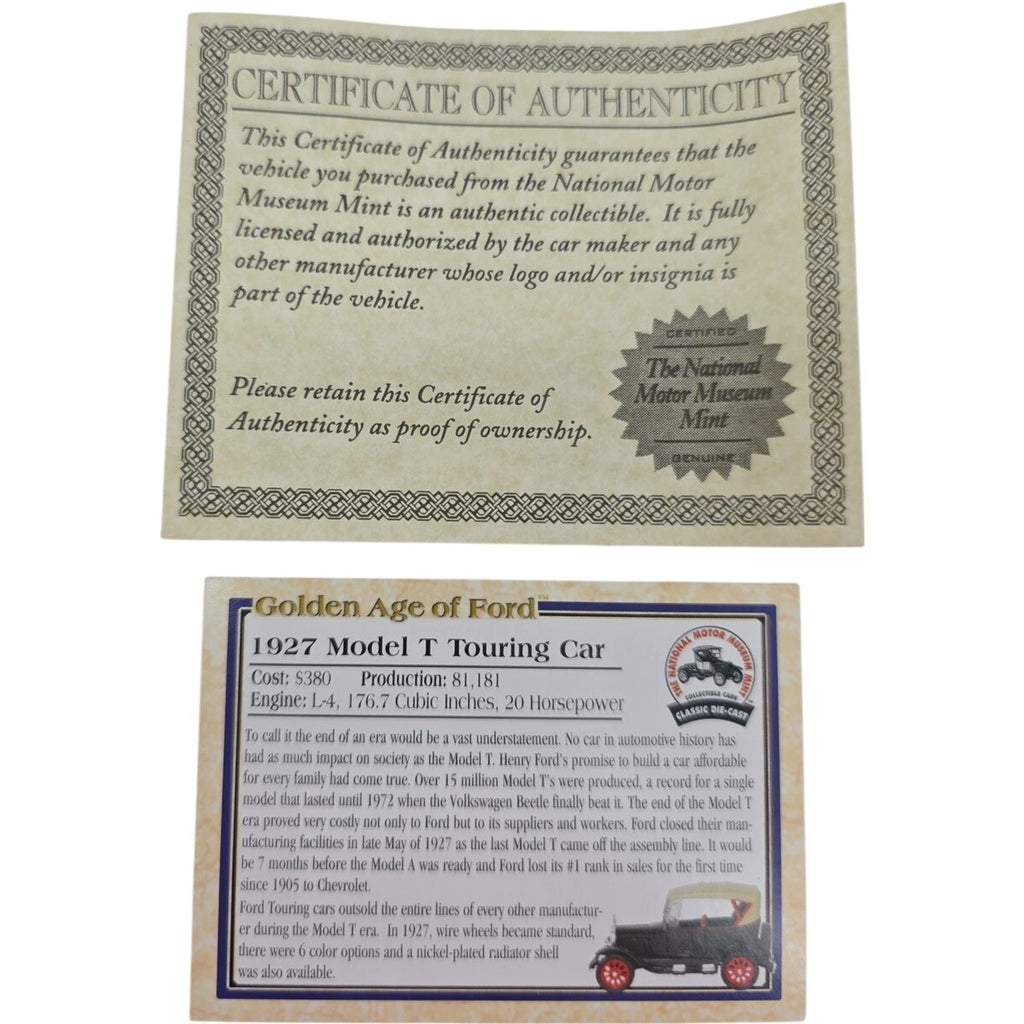 CERTIFICATE OF AUTHENTICITY
This Certificate of Authenticity guarantees that the
vehicle you purchased from the National Motor
Museum Mint is an authentic collectible. It is fully
licensed and authorized by the car maker and any
other manufacturer whose logo and/or insignia is
part of the vehicle.
Please retain this Certificate of
Authenticity as proof of ownership.
CERTIFIED
The National
Motor Museum
Mint
GENUINE
Golden Age of Ford™
1927 Model T Touring Car
Cost: $380 Production: 81,181
Engine: L-4, 176.7 Cubic Inches, 20 Horsepower
THE NATIONAL MOTOR MUSEUM MINT
COLLECTIBLE CARS
CLASSIC DIE-CAST
To call it the end of an era would be a vast understatement. No car in automotive history has
had as much impact on society as the Model T. Henry Ford's promise to build a car affordable
for every family had come true. Over 15 million Model T's were produced, a record for a single
model that lasted until 1972 when the Volkswagen Beetle finally beat it. The end of the Model T
era proved very costly not only to Ford but to its suppliers and workers. Ford closed their man-
ufacturing facilities in late May of 1927 as the last Model T came off the assembly line. It would
be 7 months before the Model A was ready and Ford lost its #1 rank in sales for the first time
since 1905 to Chevrolet.
Ford Touring cars outsold the entire lines of every other manufactur-
er during the Model T era. In 1927, wire wheels became standard,
there were 6 color options and a nickel-plated radiator shell
was also available.